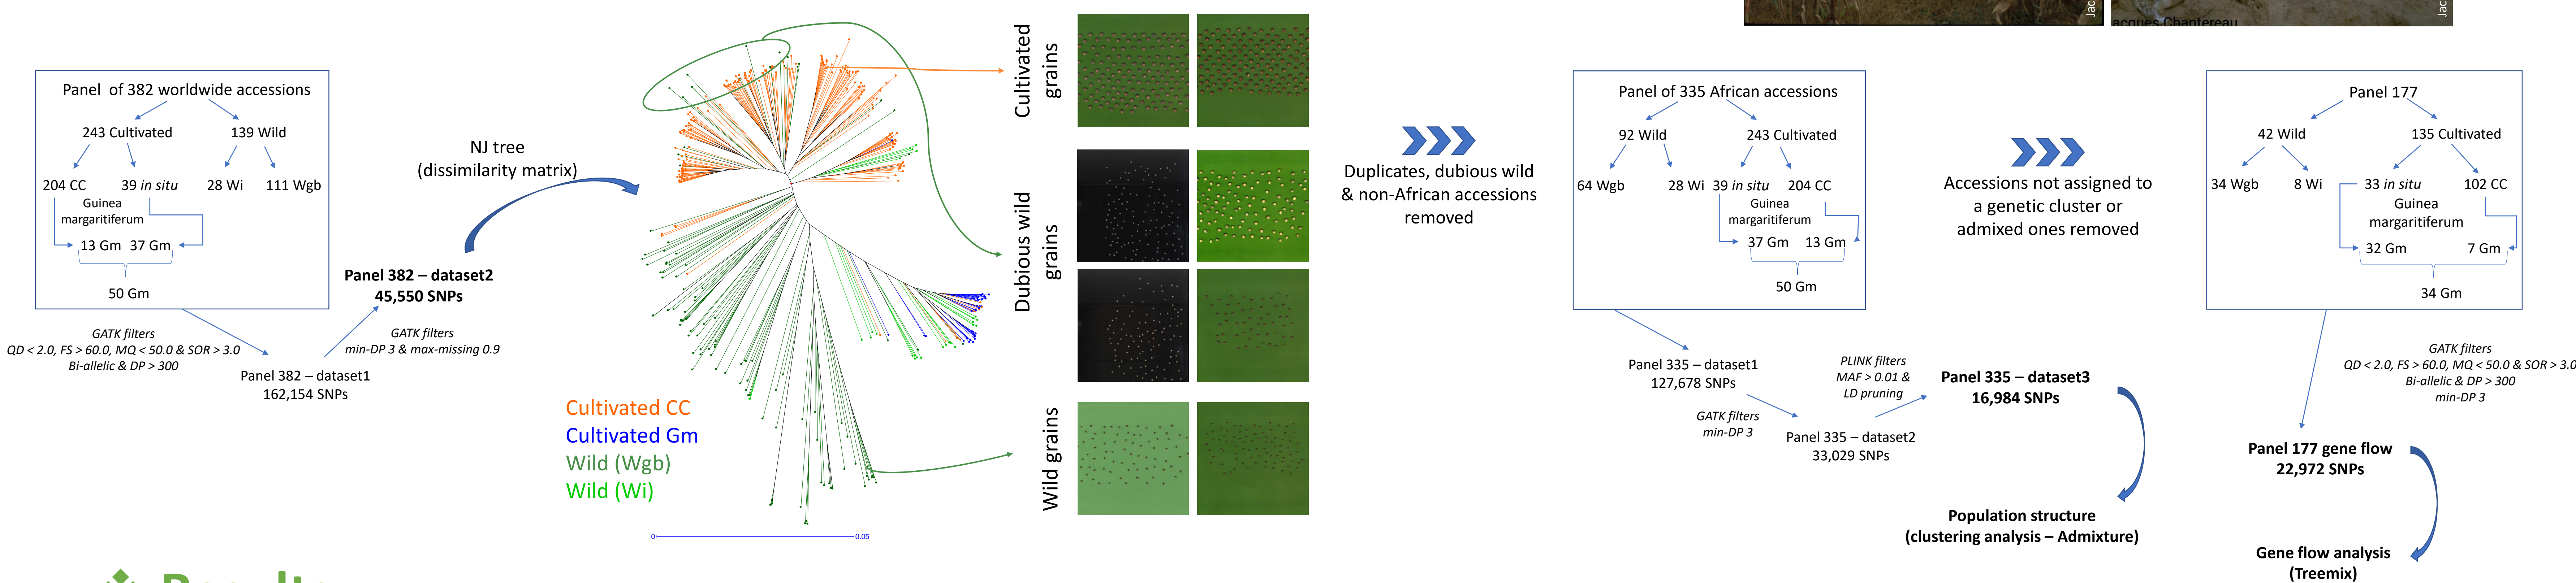 Jac
acques Chantereau
Jac
Panel of 382 worldwide accessions
243 Cultivated
139 Wild
204 CC
39 in situ
28 Wi
111 Wgb
Guinea
margaritiferum
13 Gm
37 Gm
50 Gm
GATK filters
QD < 2.0, FS > 60.0, MQ < 50.0 & SOR > 3.0
Bi-allelic & DP > 300
Panel 382 – dataset1
162,154 SNPs
GATK filters
min-DP 3 & max-missing 0.9
Panel 382 – dataset2
45,550 SNPs
NJ tree
(dissimilarity matrix)
Cultivated CC
Cultivated Gm
Wild (Wgb)
Wild (Wi)
0
0.05
Cultivated
grains
Dubious wild
grains
Wild grains
Duplicates, dubious wild
& non-African accessions
removed
Panel of 335 African accessions
92 Wild
243 Cultivated
64 Wgb
28 Wi
39 in situ
204 CC
Guinea
margaritiferum
37 Gm
13 Gm
50 Gm
Panel 335 – dataset1
127,678 SNPs
GATK filters
min-DP 3
Panel 335 – dataset2
33,029 SNPs
PLINK filters
MAF > 0.01 &
LD pruning
Panel 335 – dataset3
16,984 SNPs
Population structure
(clustering analysis – Admixture)
Accessions not assigned to
a genetic cluster or
admixed ones removed
Panel 177
42 Wild
135 Cultivated
34 Wgb
8 Wi
33 in situ
102 CC
Guinea
margaritiferum
32 Gm
7 Gm
34 Gm
GATK filters
QD < 2.0, FS > 60.0, MQ < 50.0 & SOR > 3.0
Bi-allelic & DP > 300
min-DP 3
Panel 177 gene flow
22,972 SNPs
Gene flow analysis
(Treemix)
Results